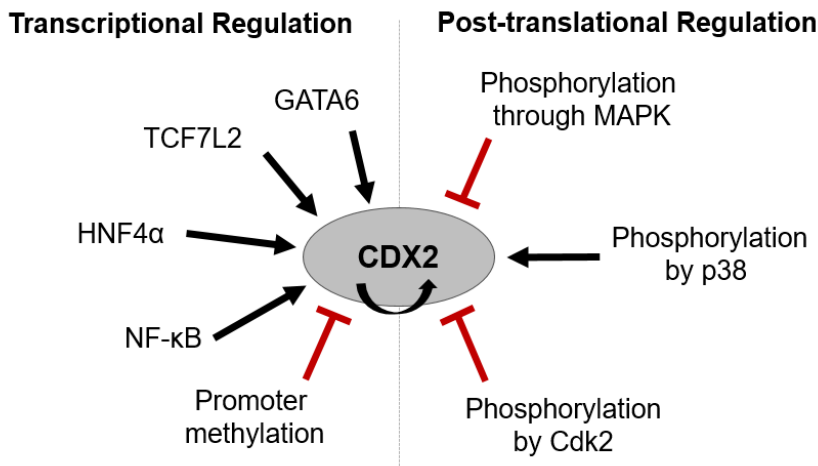 Transcriptional Regulation
Post-translational Regulation
GATA6
TCF7L2
HNF4α
NF-κB
Promoter
methylation
CDX2
Phosphorylation
through MAPK
Phosphorylation
by p38
Phosphorylation
by Cdk2